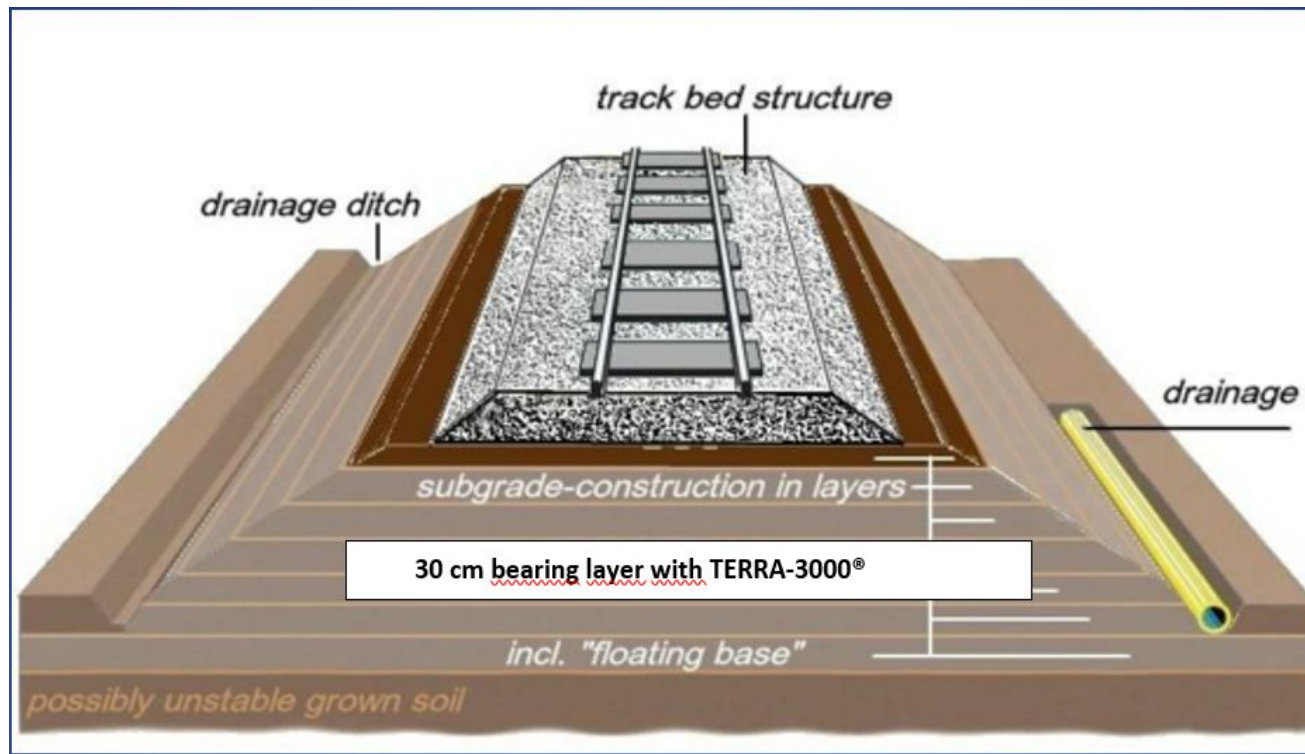 track bed structure
drainage ditch
drainage
subgrade-construction in layers
30 cm bearing layer with TERRA-3000®
incl. "floating base"
possibly unstable grown soil